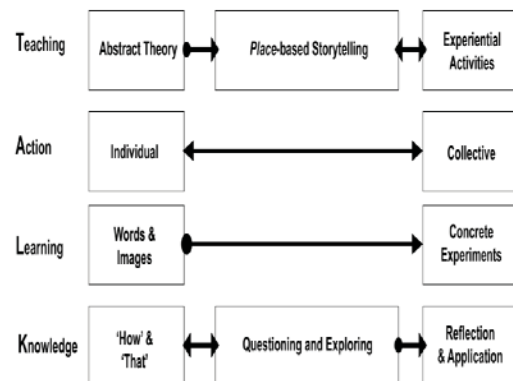 Teaching
Abstract Theory
Place-based Storytelling
Experiential
Activities
Action
Individual
Collective
Learning
Words &
Images
Concrete
Experiments
Knowledge
'How' &
'That'
Questioning and Exploring
Reflection
& Application